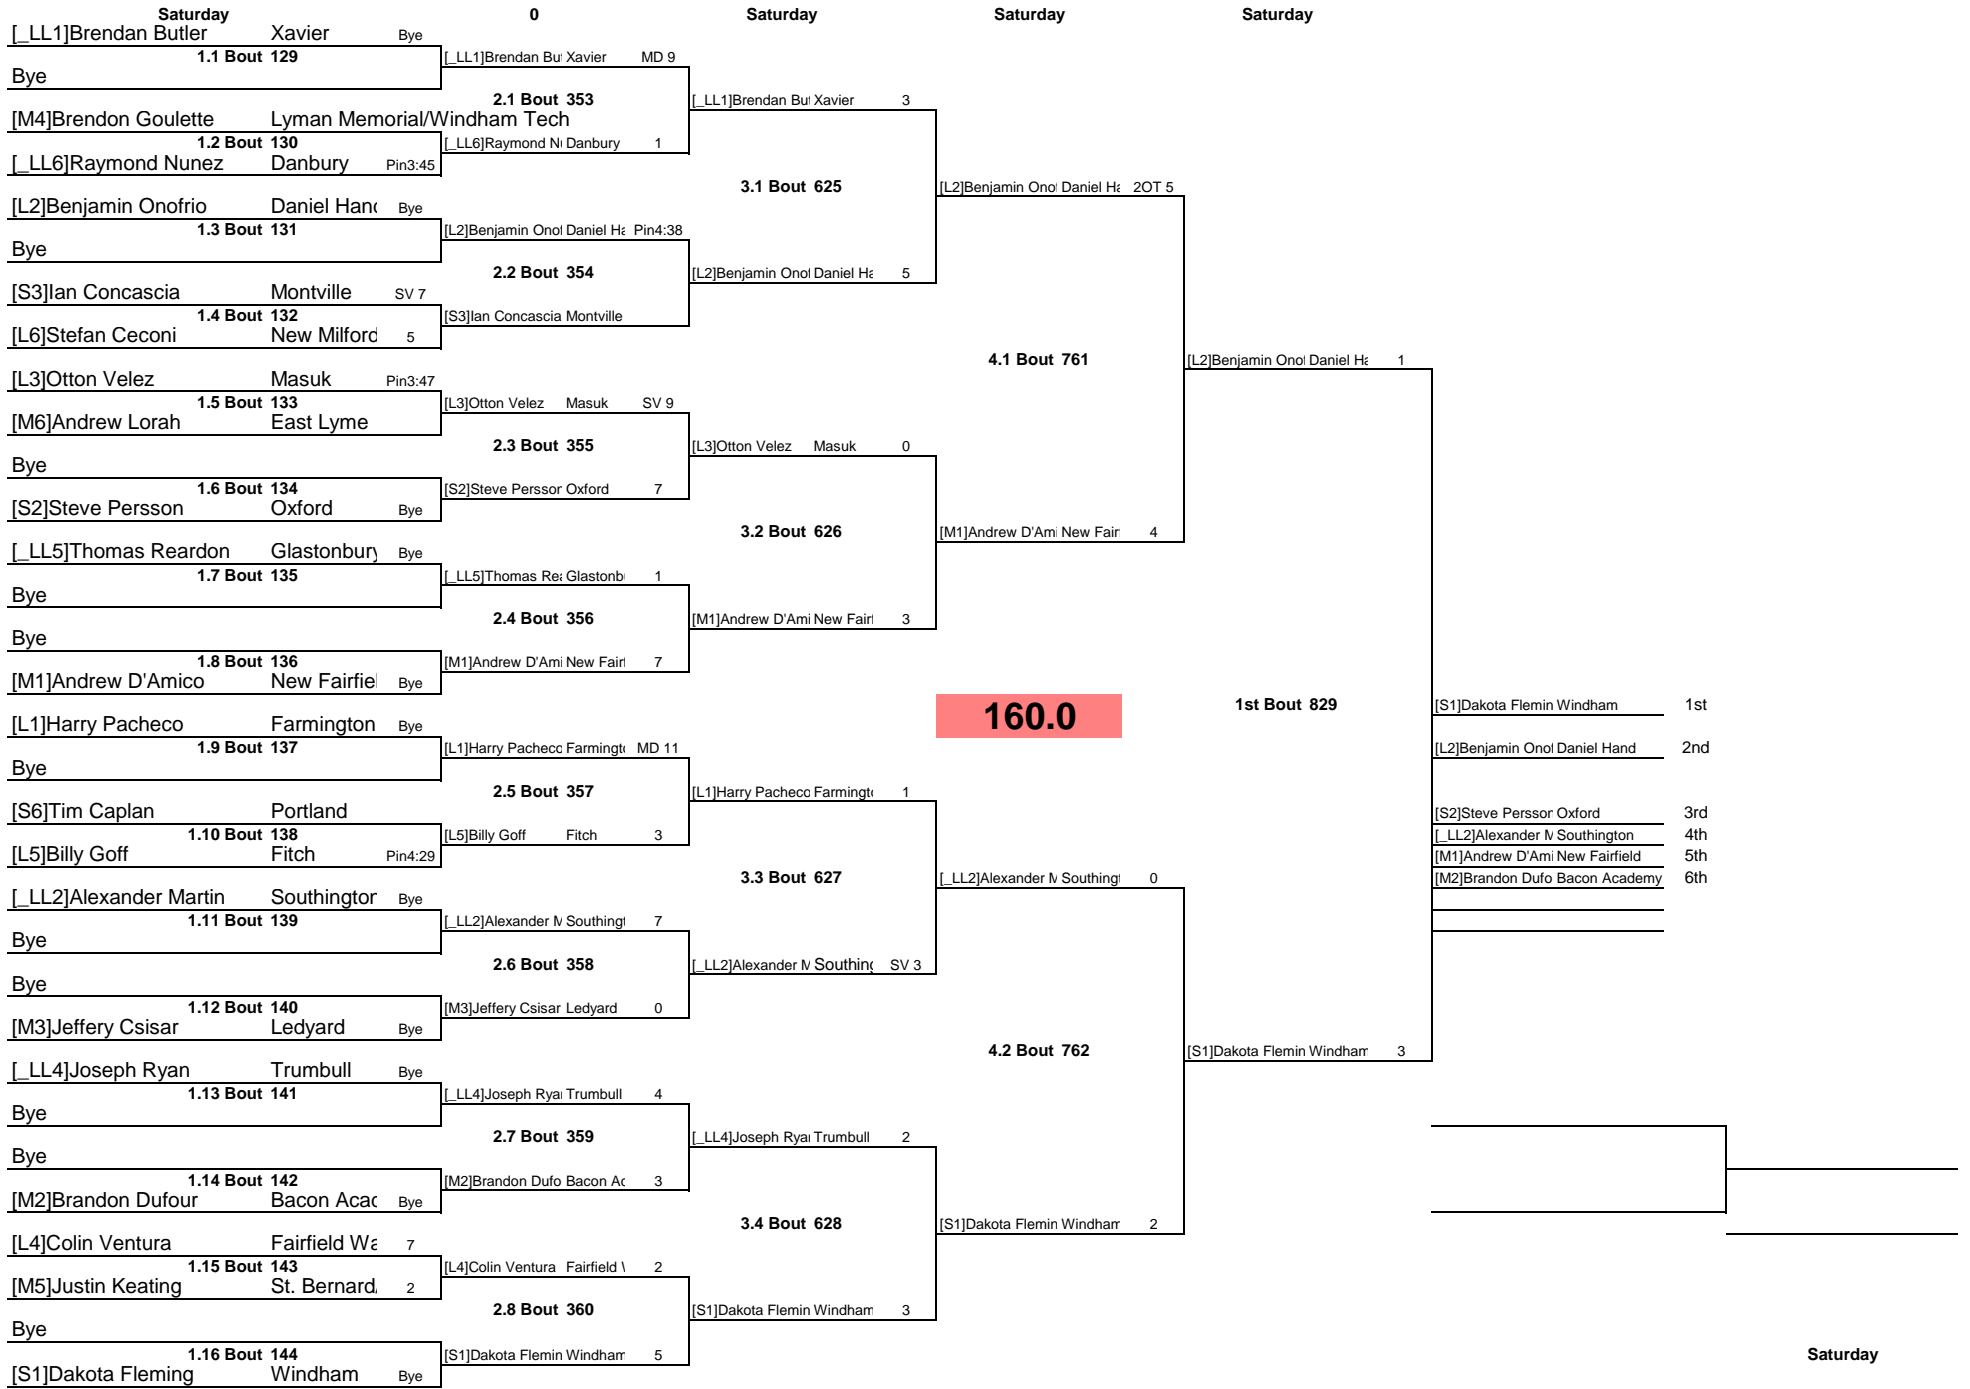 Saturday 0 Saturday Saturday Saturday
[_LL1]Brendan Butler Xavier Bye
1.1 Bout 129
Bye
[M4]Brendon Goulette Lyman Memorial/Windham Tech
1.2 Bout 130
[_LL6]Raymond Nunez Danbury Pin3:45
[L2]Benjamin Onofrio Daniel Hand Bye
1.3 Bout 131
Bye
[S3]Ian Concascia Montville SV 7
1.4 Bout 132
[L6]Stefan Ceconi New Milford 5
[L3]Otton Velez Masuk Pin3:47
1.5 Bout 133
[M6]Andrew Lorah East Lyme
Bye
1.6 Bout 134
[S2]Steve Persson Oxford Bye
[_LL5]Thomas Reardon Glastonbury Bye
1.7 Bout 135
Bye
Bye
1.8 Bout 136
[M1]Andrew D'Amico New Fairfie Bye
[L1]Harry Pacheco Farmington Bye
1.9 Bout 137
Bye
[S6]Tim Caplan Portland
1.10 Bout 138
[L5]Billy Goff Fitch Pin4:29
[_LL2]Alexander Martin Southington Bye
1.11 Bout 139
Bye
Bye
1.12 Bout 140
[M3]Jeffery Csisar Ledyard Bye
[_LL4]Joseph Ryan Trumbull Bye
1.13 Bout 141
Bye
Bye
1.14 Bout 142
[M2]Brandon Dufour Bacon Acad Bye
[L4]Colin Ventura Fairfield Wa 7
1.15 Bout 143
[M5]Justin Keating St. Bernard/ 2
Bye
1.16 Bout 144
[S1]Dakota Fleming Windham Bye
[_LL1]Brendan But Xavier MD 9
2.1 Bout 353
[_LL6]Raymond N Danbury 1
[L2]Benjamin Onof Daniel Ha Pin4:38
2.2 Bout 354
[S3]Ian Concascia Montville
[L3]Otton Velez Masuk SV 9
2.3 Bout 355
[S2]Steve Persson Oxford 7
[_LL5]Thomas Rea Glastonb 1
2.4 Bout 356
[M1]Andrew D'Ami New Fairf 7
[L1]Harry Pacheco Farmingto MD 11
2.5 Bout 357
[L5]Billy Goff Fitch 3
[_LL2]Alexander M Southingt 7
2.6 Bout 358
[M3]Jeffery Csisar Ledyard 0
[_LL4]Joseph Rya Trumbull 4
2.7 Bout 359
[M2]Brandon Dufo Bacon Ac 3
[L4]Colin Ventura Fairfield 2
2.8 Bout 360
[S1]Dakota Flemin Windham 5
[_LL1]Brendan But Xavier 3
3.1 Bout 625
[L2]Benjamin Onof Daniel Ha 5
[L3]Otton Velez Masuk 0
3.2 Bout 626
[M1]Andrew D'Ami New Fairf 3
[L1]Harry Pacheco Farmingto 1
3.3 Bout 627
[_LL2]Alexander M Southing SV 3
[_LL4]Joseph Rya Trumbull 2
3.4 Bout 628
[S1]Dakota Flemin Windham 3
[L2]Benjamin Onof Daniel Ha 2OT 5
4.1 Bout 761
[M1]Andrew D'Ami New Fair 4
160.0
[_LL2]Alexander M Southingt 0
4.2 Bout 762
[S1]Dakota Flemin Windham 2
[L2]Benjamin Onof Daniel Ha 1
1st Bout 829
[S1]Dakota Flemin Windham 3
[S1]Dakota Flemin Windham 1st
[L2]Benjamin Onof Daniel Hand 2nd
[S2]Steve Persson Oxford 3rd
[_LL2]Alexander M Southington 4th
[M1]Andrew D'Ami New Fairfield 5th
[M2]Brandon Dufo Bacon Academy 6th
Saturday